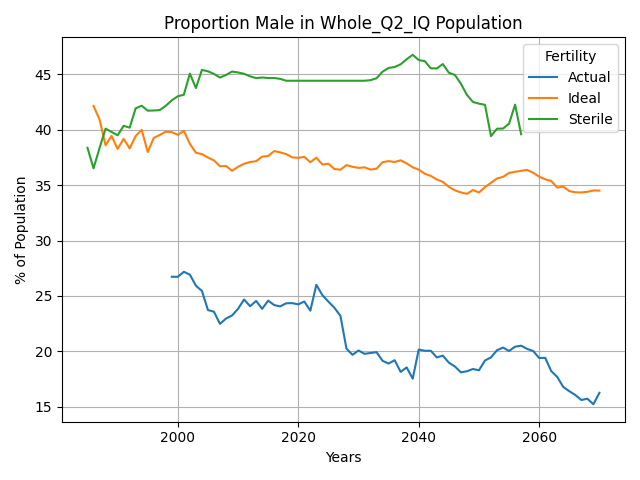 Proportion Male in Whole_Q2_IQ Population
Fertility
Actual
Ideal
Sterile
% of Population
45
40
35
30
25
20
15
2000
2020
2040
2060
Years